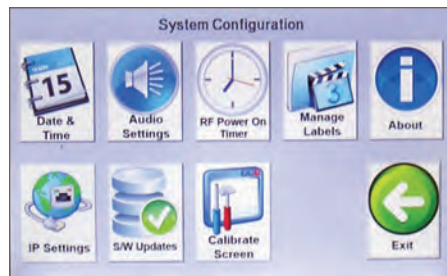 System Configuration
15
3
Date &
Time
Audio
Settings
RF Power On
Timer
Manage
Labels
About
IP Settings
S/W Updates
Calibrate
Screen
Exit